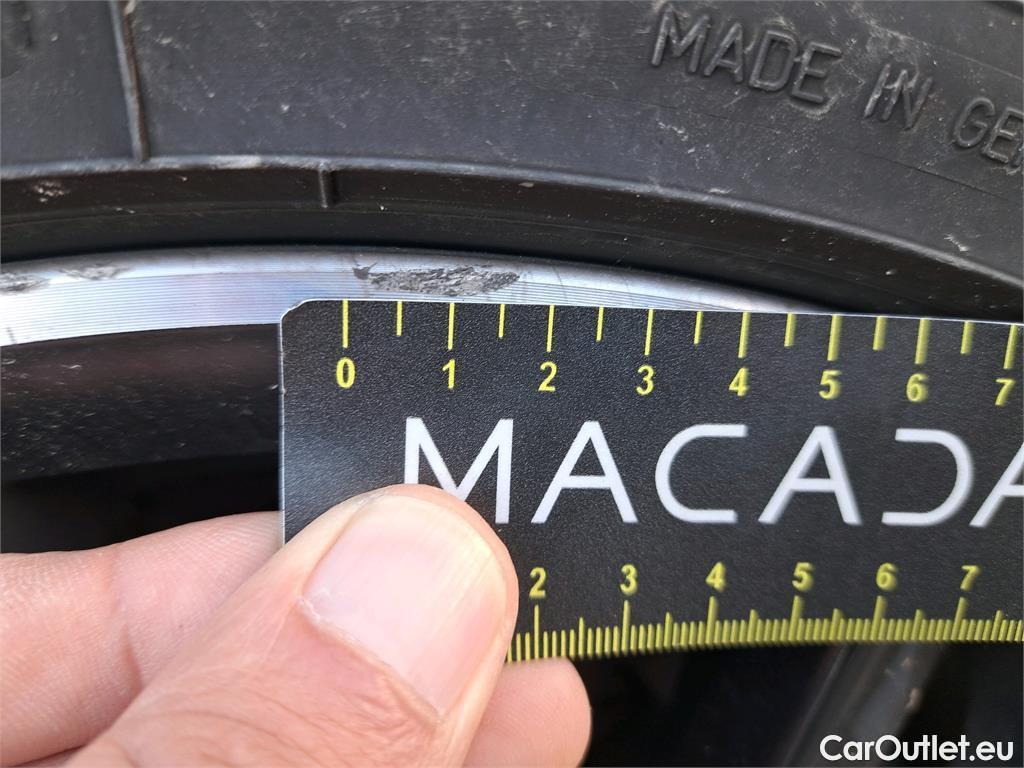 MADE IN GE
0 1 2 3 4 5 6 7
MACADA
2 3 4 5 6 7
CarOutlet.eu